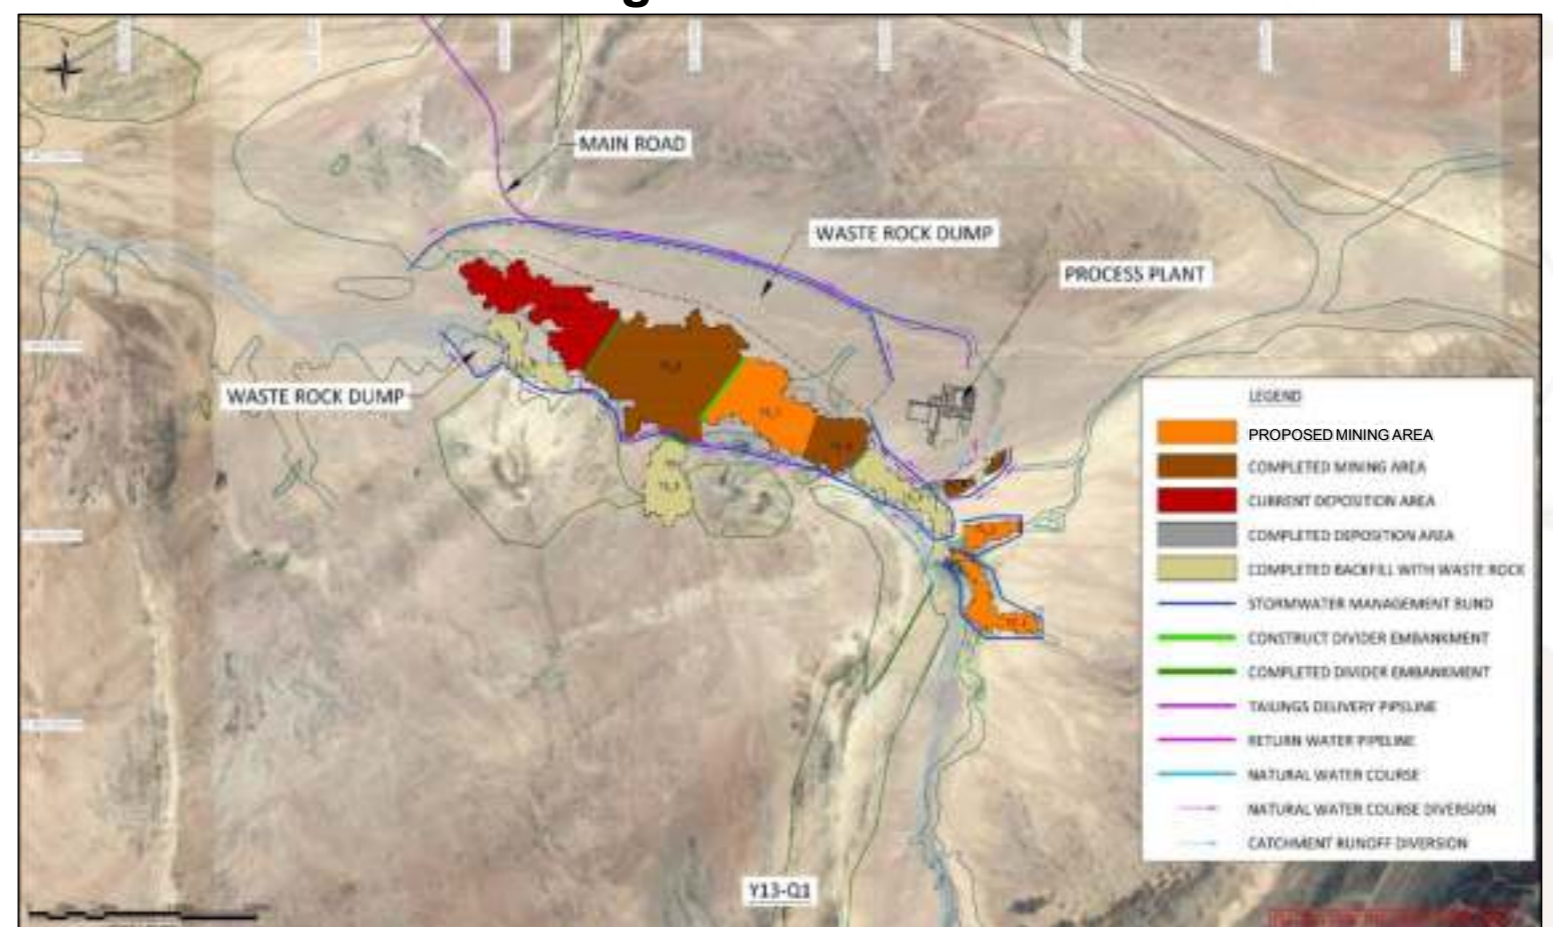 MAIN ROAD
WASTE ROCK DUMP
PROCESS PLANT
WASTE ROCK DUMP
LEGEND
PROPOSED MINING AREA
COMPLETED MINING AREA
CURRENT DEPOSITION AREA
COMPLETED DEPOSITION AREA
COMPLETED BACKFILL WITH WASTE ROCK
STORMWATER MANAGEMENT BUND
CONSTRUCT DIVIDER EMBANKMENT
COMPLETED DIVIDER EMBANKMENT
TAILINGS DELIVERY PIPELINE
RETURN WATER PIPELINE
NATURAL WATER COURSE
NATURAL WATER COURSE DIVERSION
CATCHMENT RUNOFF DIVERSION
Y13-Q1